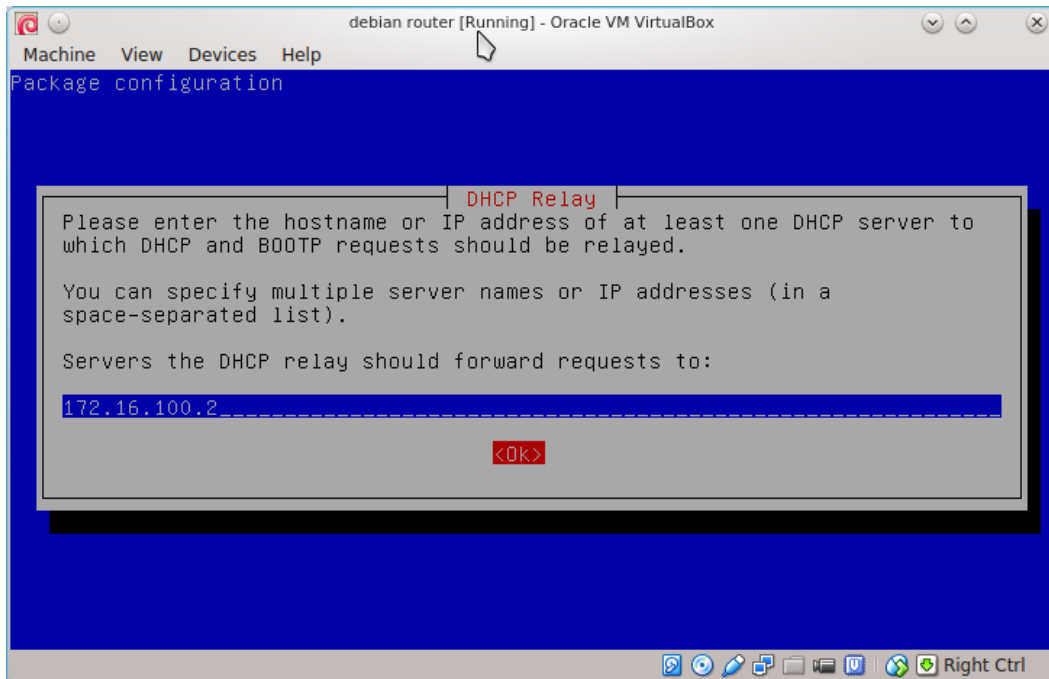 debian router [Running] - Oracle VM VirtualBox
Machine View Devices Help
Package configuration
DHCP Relay
Please enter the hostname or IP address of at least one DHCP server to
which DHCP and BOOTP requests should be relayed.
You can specify multiple server names or IP addresses (in a
space-separated list).
Servers the DHCP relay should forward requests to:
172.16.100.2
<Ok>
Right Ctrl